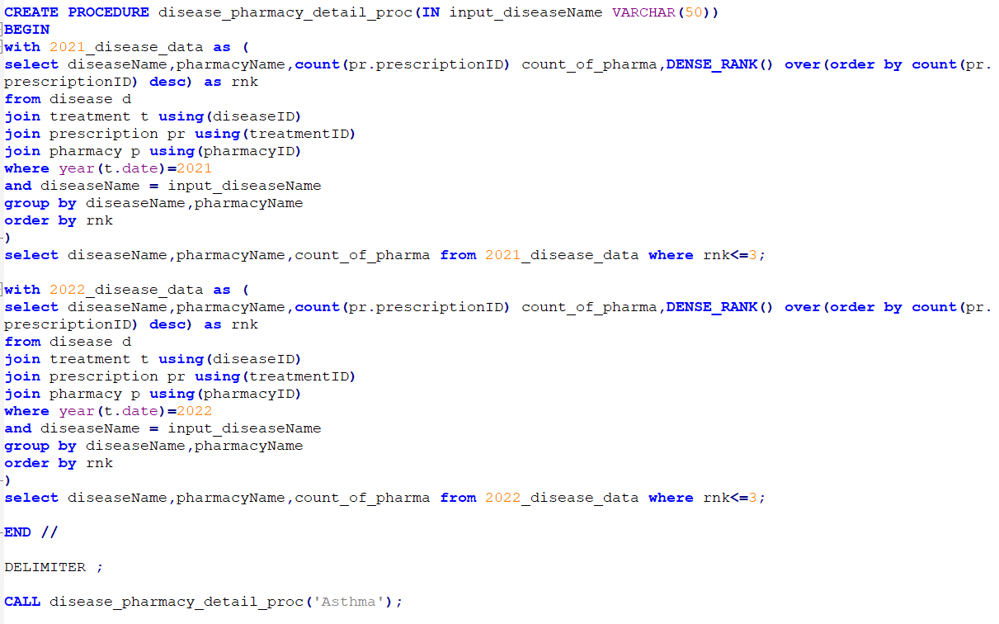 CREATE PROCEDURE disease_pharmacy_detail_proc(IN input_diseaseName VARCHAR(50))
BEGIN
with 2021_disease_data as (
select diseaseName,pharmacyName,count(pr.prescriptionID) count_of_pharma,DENSE_RANK() over(order by count(pr.
prescriptionID) desc) as rnk
from disease d
join treatment t using(diseaseID)
join prescription pr using(treatmentID)
join pharmacy p using(pharmacyID)
where year(t.date)=2021
and diseaseName = input_diseaseName
group by diseaseName,pharmacyName
order by rnk
)
select diseaseName,pharmacyName,count_of_pharma from 2021_disease_data where rnk<=3;
with 2022_disease_data as (
select diseaseName,pharmacyName,count(pr.prescriptionID) count_of_pharma,DENSE_RANK() over(order by count(pr.
prescriptionID) desc) as rnk
from disease d
join treatment t using(diseaseID)
join prescription pr using(treatmentID)
join pharmacy p using(pharmacyID)
where year(t.date)=2022
and diseaseName = input_diseaseName
group by diseaseName,pharmacyName
order by rnk
)
select diseaseName,pharmacyName,count_of_pharma from 2022_disease_data where rnk<=3;
END //
DELIMITER ;
CALL disease_pharmacy_detail_proc('Asthma');